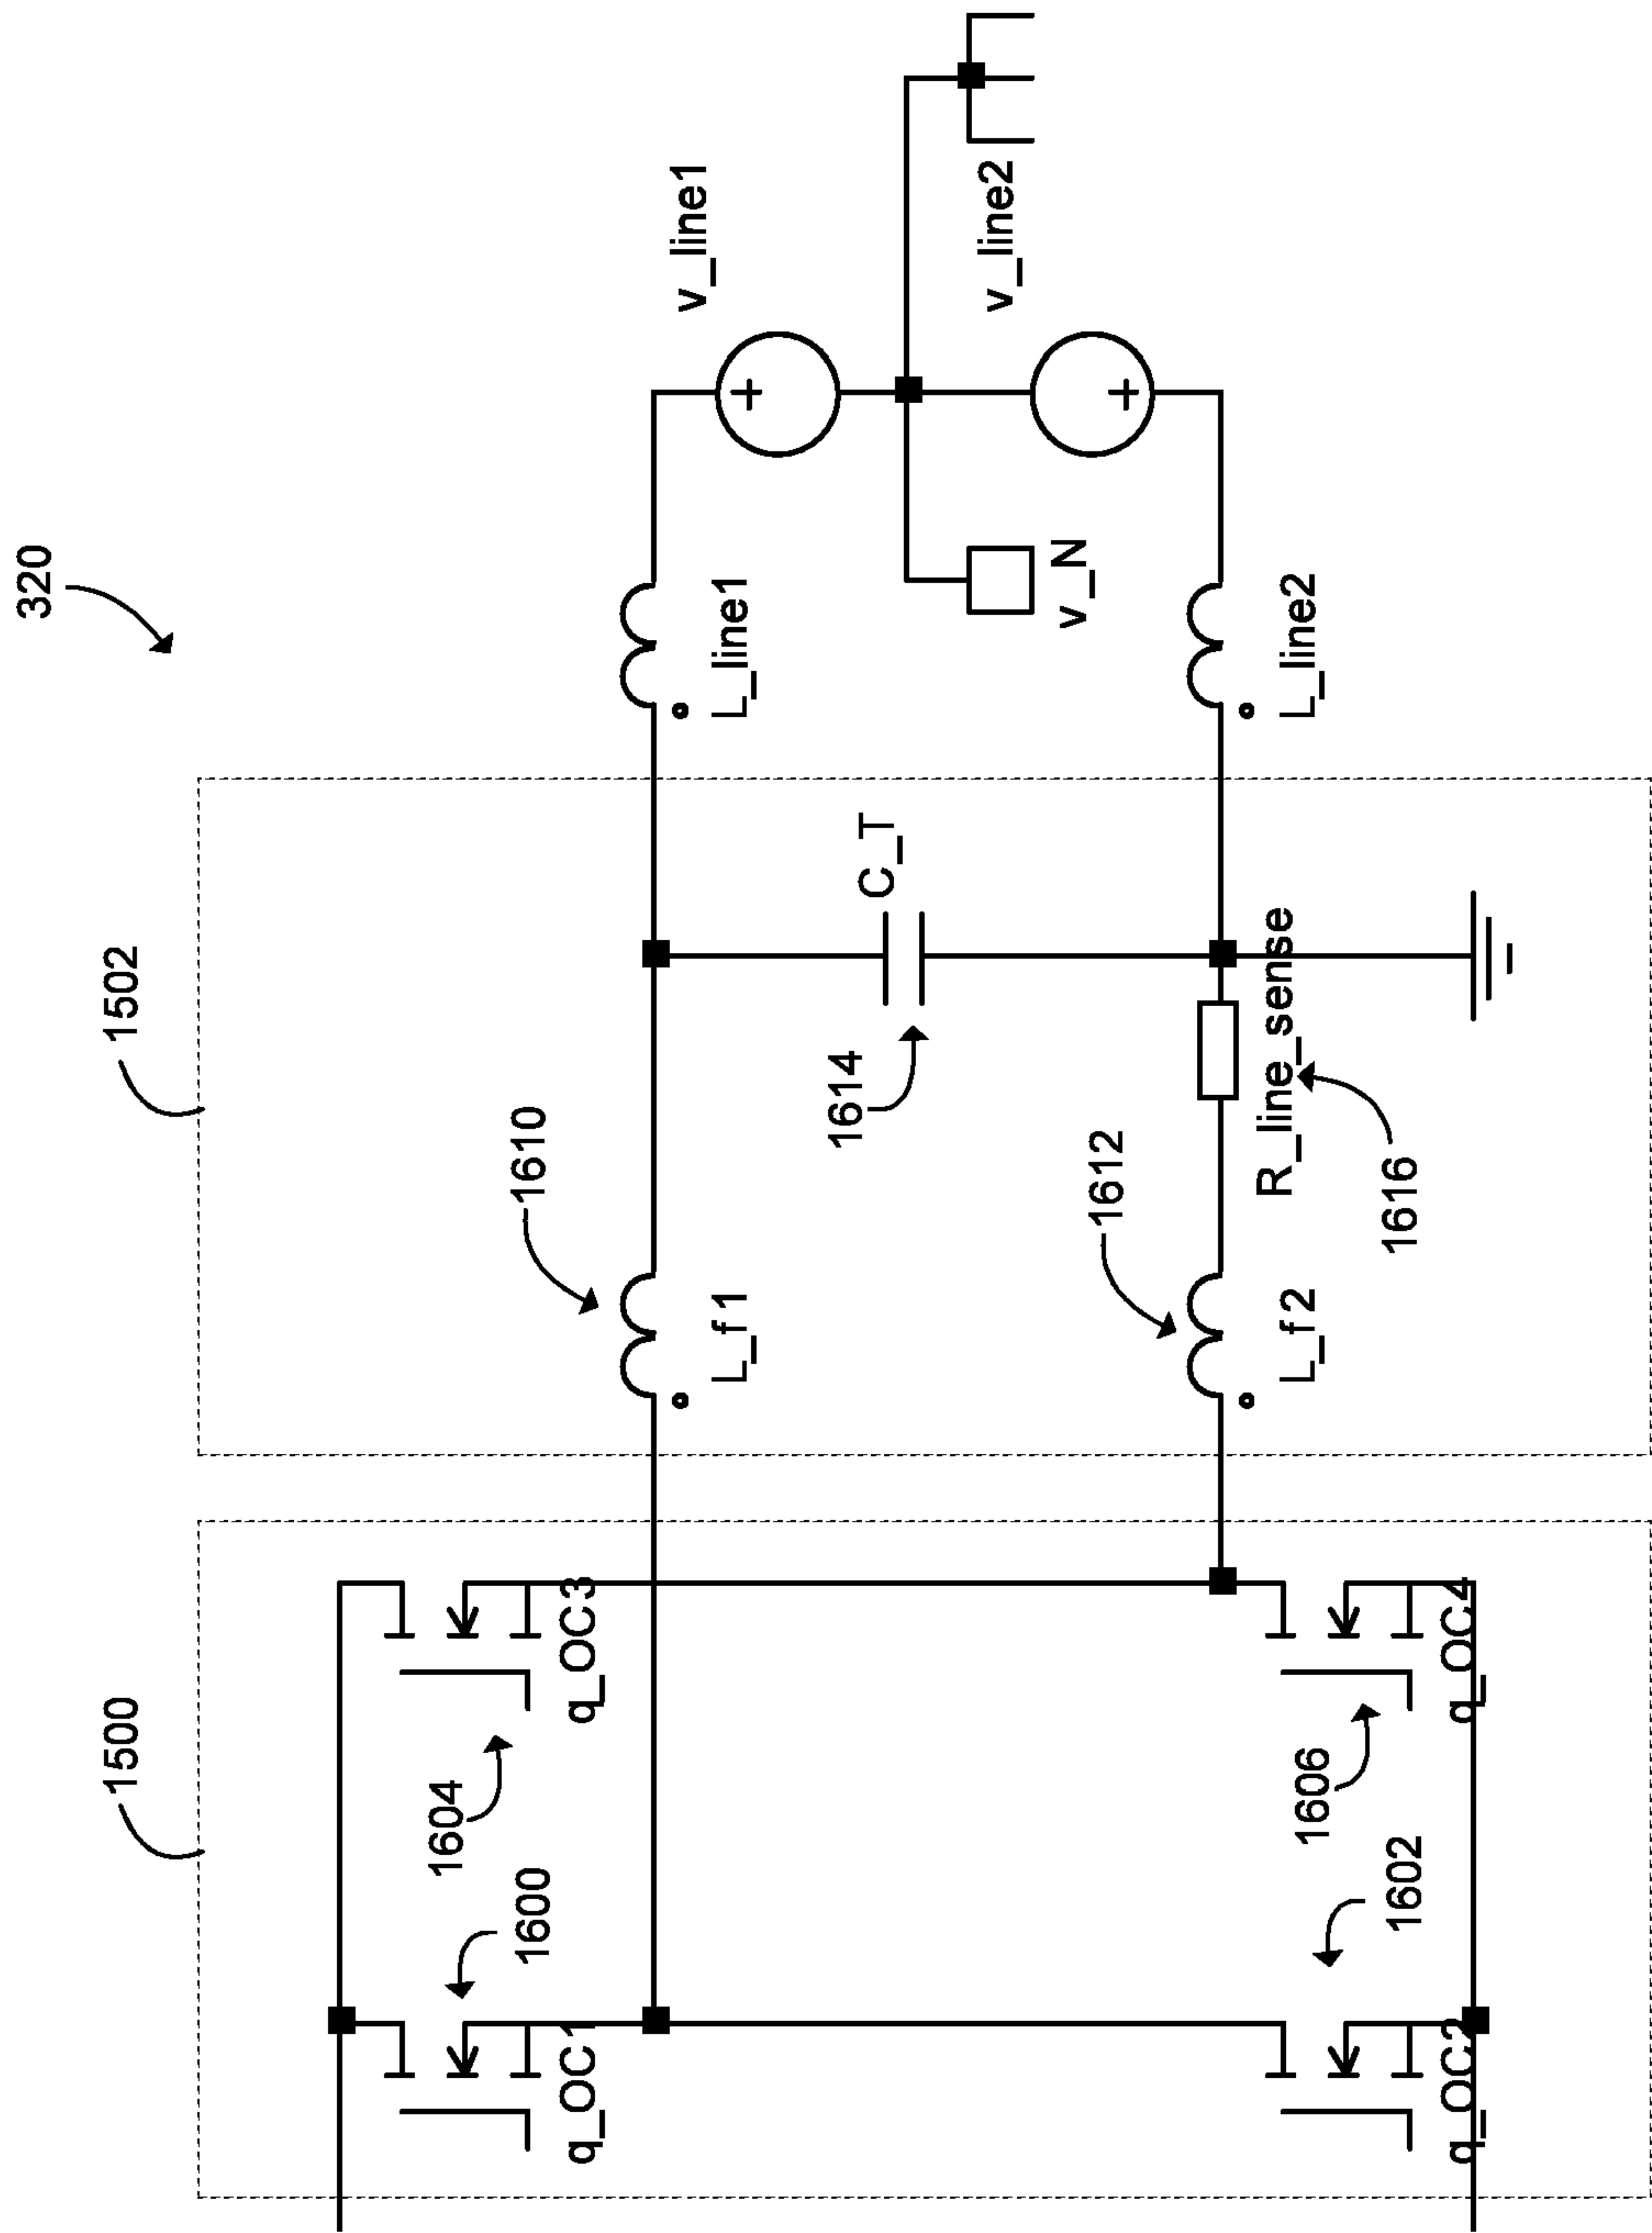 320
1500
1502
1604
q_OC3
1600
q_OC1
1610
L_f1
L_line1
v_line1
1614
C_T
v_N
v_line2
1612
L_f2
R_line_sense
1616
L_line2
1606
q_OC4
1602
q_OC2
+
+